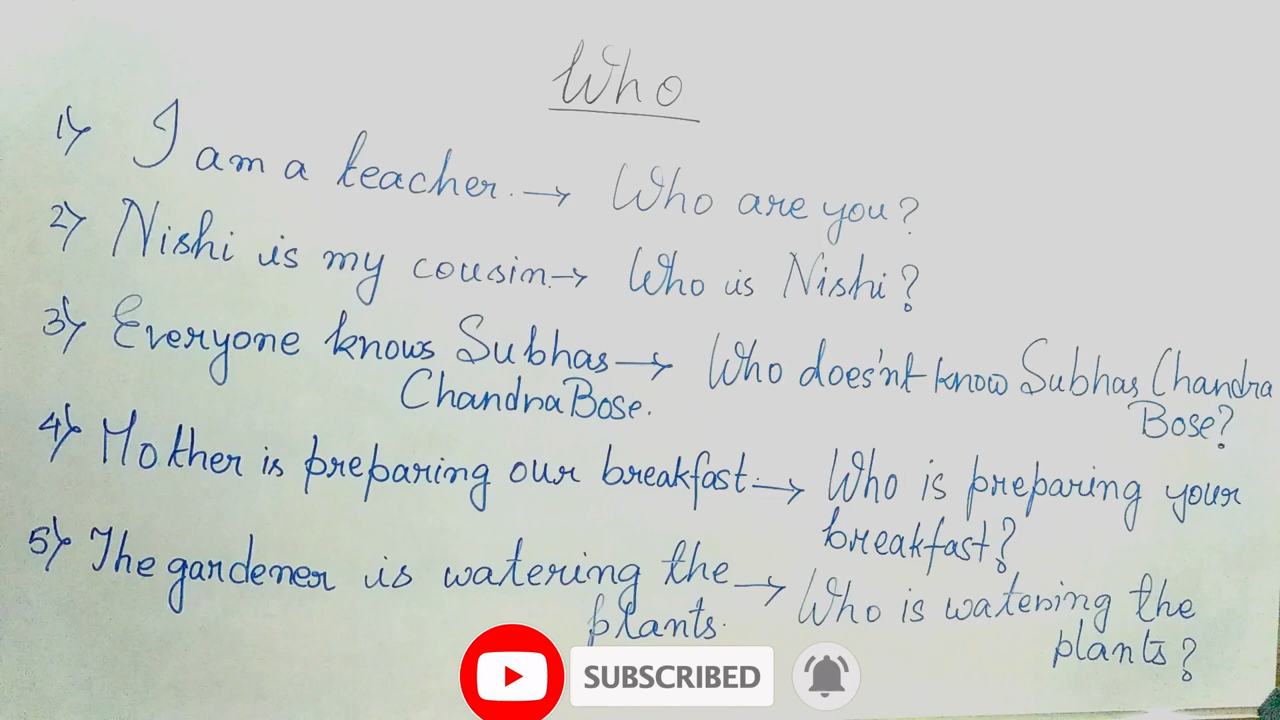 Who
1) I am a teacher. → Who are you?
2) Nishi is my cousin. → Who is Nishi?
3) Everyone knows Subhas → Who does'nt know Subhas Chandra
Chandra Bose. Bose?
4) Mother is preparing our breakfast. → Who is preparing your
breakfast?
5) The gardener is watering the → Who is watering the
plants. plants?
SUBSCRIBED